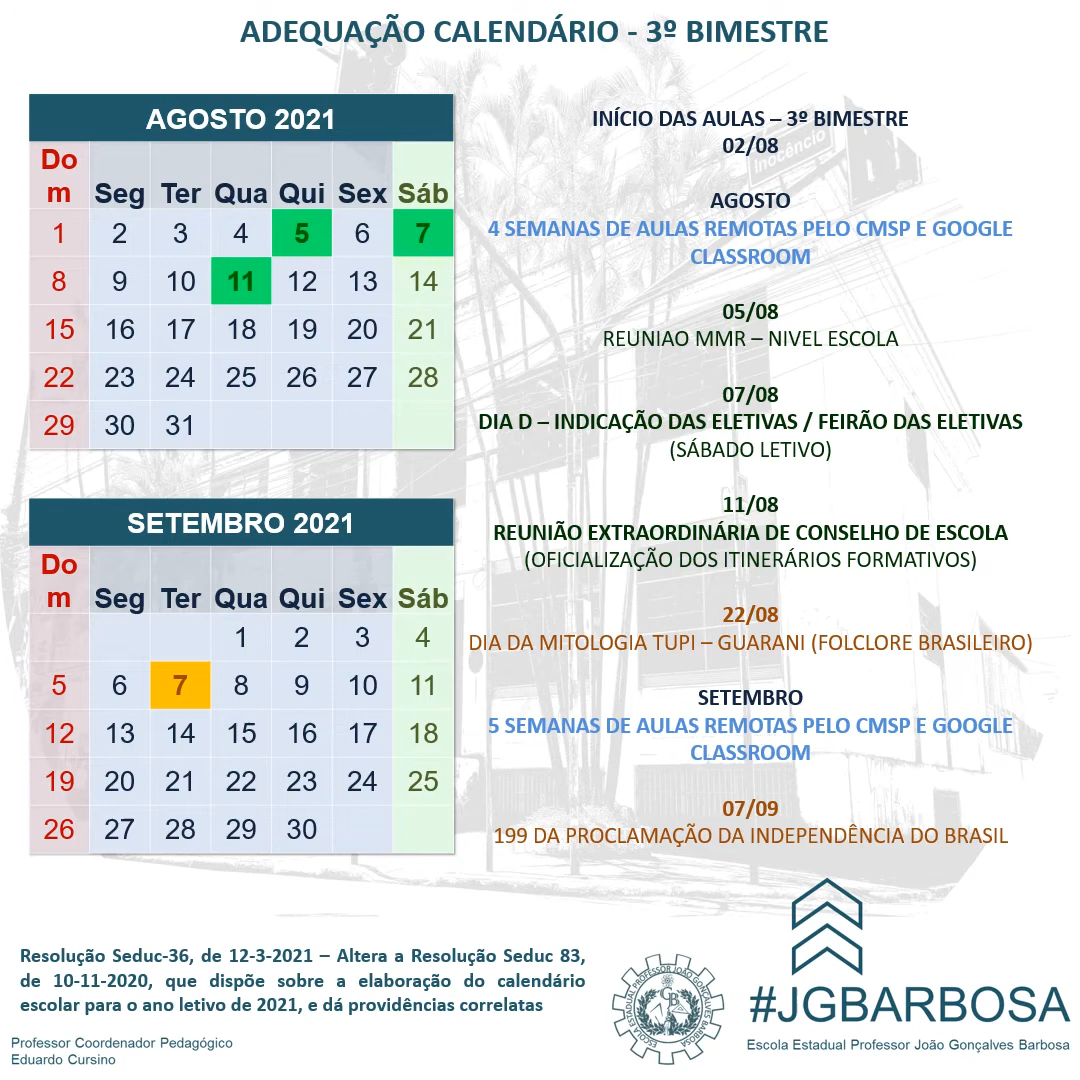 ADEQUAÇÃO CALENDÁRIO - 3º BIMESTRE
AGOSTO 2021
Do
m Seg Ter Qua Qui Sex Sáb
1 2 3 4 5 6 7
8 9 10 11 12 13 14
15 16 17 18 19 20 21
22 23 24 25 26 27 28
29 30 31
SETEMBRO 2021
Do
m Seg Ter Qua Qui Sex Sáb
1 2 3 4
5 6 7 8 9 10 11
12 13 14 15 16 17 18
19 20 21 22 23 24 25
26 27 28 29 30
INÍCIO DAS AULAS – 3º BIMESTRE
02/08
AGOSTO
4 SEMANAS DE AULAS REMOTAS PELO CMSP E GOOGLE
CLASSROOM
05/08
REUNIAO MMR – NIVEL ESCOLA
07/08
DIA D – INDICAÇÃO DAS ELETIVAS / FEIRÃO DAS ELETIVAS
(SÁBADO LETIVO)
11/08
REUNIÃO EXTRAORDINÁRIA DE CONSELHO DE ESCOLA
(OFICIALIZAÇÃO DOS ITINERÁRIOS FORMATIVOS)
22/08
DIA DA MITOLOGIA TUPI – GUARANI (FOLCLORE BRASILEIRO)
SETEMBRO
5 SEMANAS DE AULAS REMOTAS PELO CMSP E GOOGLE
CLASSROOM
07/09
199 DA PROCLAMAÇÃO DA INDEPENDÊNCIA DO BRASIL
Inocêncio
Resolução Seduc-36, de 12-3-2021 – Altera a Resolução Seduc 83,
de 10-11-2020, que dispõe sobre a elaboração do calendário
escolar para o ano letivo de 2021, e dá providências correlatas
Professor Coordenador Pedagógico
Eduardo Cursino
ESCOLA ESTADUAL PROFESSOR JOÃO GONÇALVES BARBOSA
#JGBARBOSA
Escola Estadual Professor João Gonçalves Barbosa